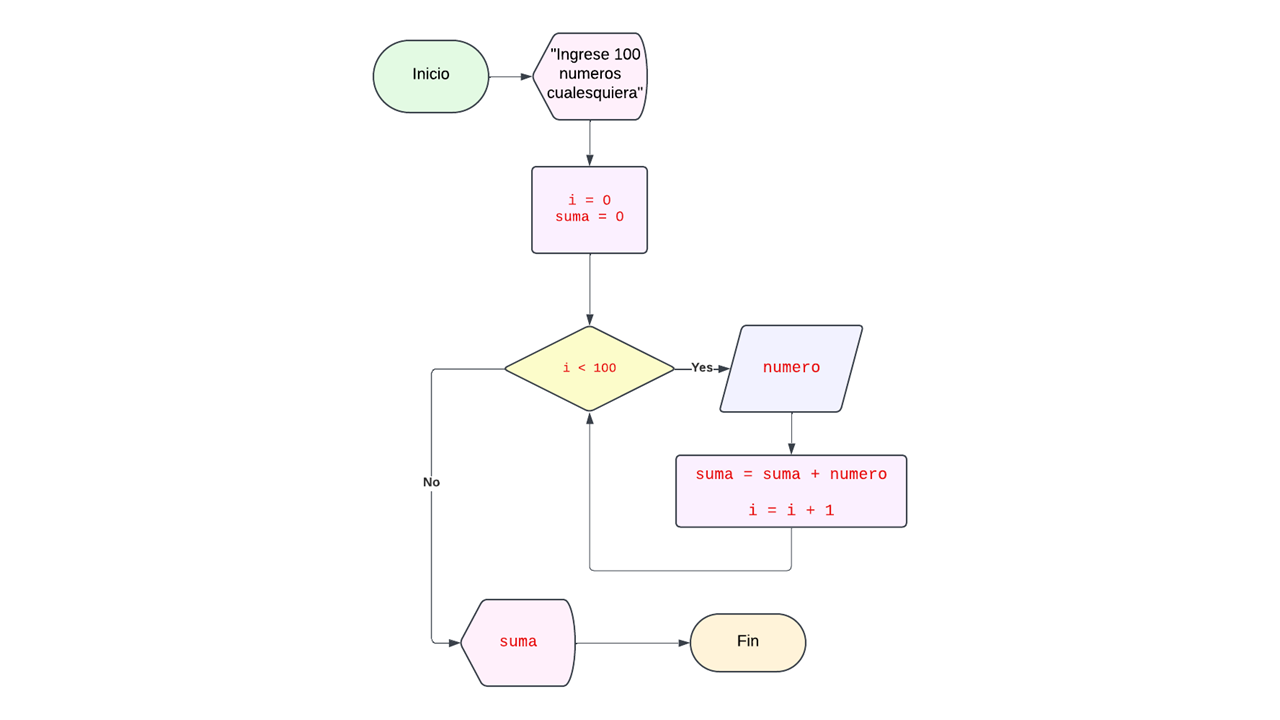 Inicio
"Ingrese 100
numeros
cualesquiera"
i = 0
suma = 0
i < 100
Yes
numero
suma = suma + numero
i = i + 1
No
suma
Fin